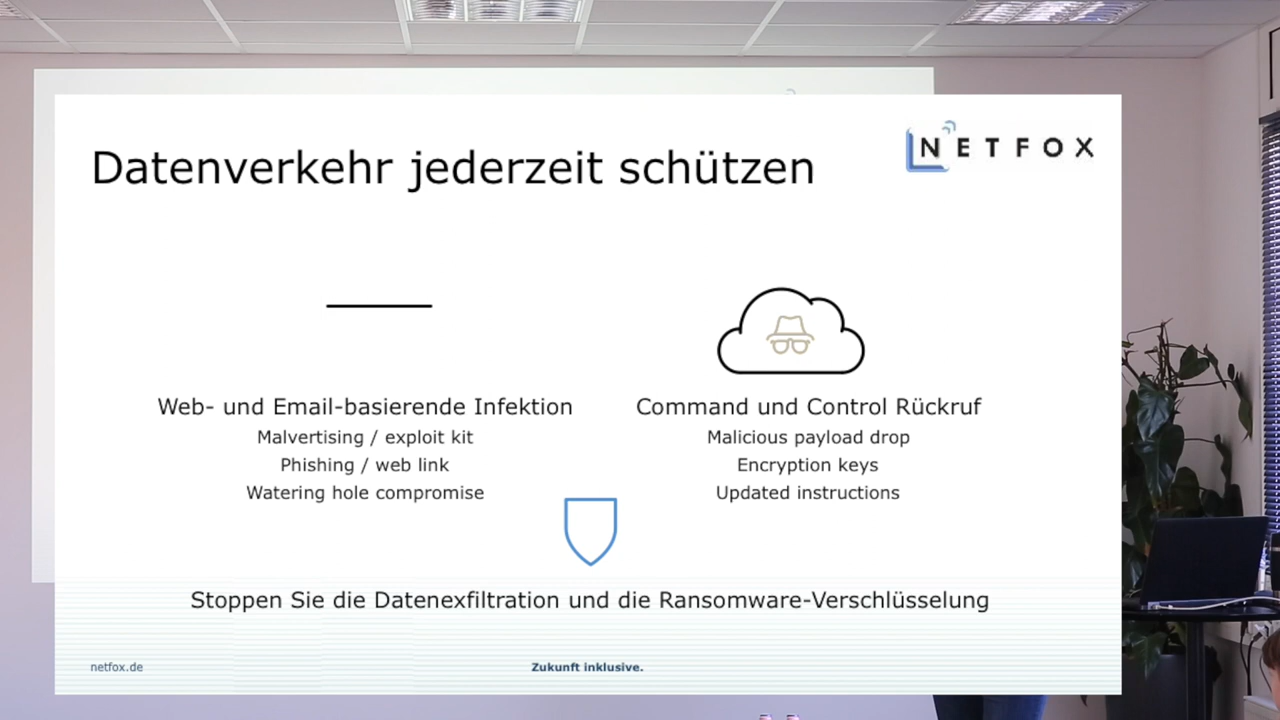 Datenverkehr jederzeit schützen
NETFOX
Web- und Email-basierende Infektion
Malvertising / exploit kit
Phishing / web link
Watering hole compromise
Command und Control Rückruf
Malicious payload drop
Encryption keys
Updated instructions
Stoppen Sie die Datenexfiltration und die Ransomware-Verschlüsselung
netfox.de
Zukunft inklusive.